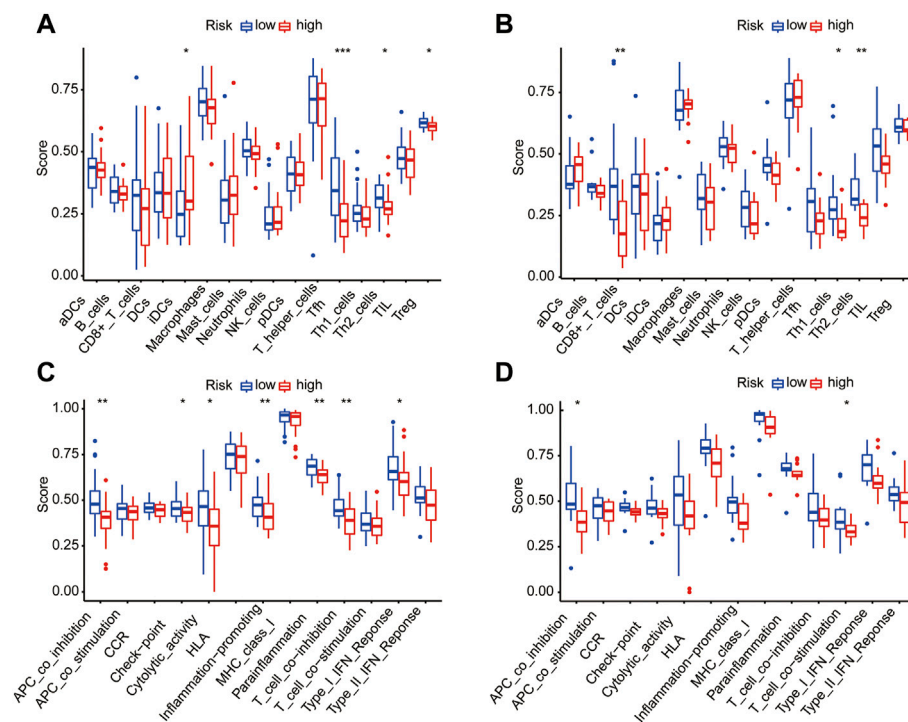 A
Risk low high
* *** * *
Score
0.75
0.50
0.25
0.00
aDCs
B_cells
CD8+_T_cells
DCs
iDCs
Macrophages
Mast_cells
Neutrophils
NK_cells
pDCs
T_helper_cells
Tfh
Th1_cells
Th2_cells
TIL
Treg
B
Risk low high
** * **
Score
0.75
0.50
0.25
0.00
aDCs
B_cells
CD8+_T_cells
DCs
iDCs
Macrophages
Mast_cells
Neutrophils
NK_cells
pDCs
T_helper_cells
Tfh
Th1_cells
Th2_cells
TIL
Treg
C
Risk low high
** * * ** ** ** *
Score
1.00
0.75
0.50
0.25
0.00
APC_co_inhibition
APC_co_stimulation
CCR
Check-point
Cytolytic_activity
HLA
Inflammation-promoting
MHC_class_I
Parainflammation
T_cell_co-inhibition
T_cell_co-stimulation
Type_I_IFN_Reponse
Type_II_IFN_Reponse
D
Risk low high
* *
Score
1.00
0.75
0.50
0.25
0.00
APC_co_inhibition
APC_co_stimulation
CCR
Check-point
Cytolytic_activity
HLA
Inflammation-promoting
MHC_class_I
Parainflammation
T_cell_co-inhibition
T_cell_co-stimulation
Type_I_IFN_Reponse
Type_II_IFN_Reponse